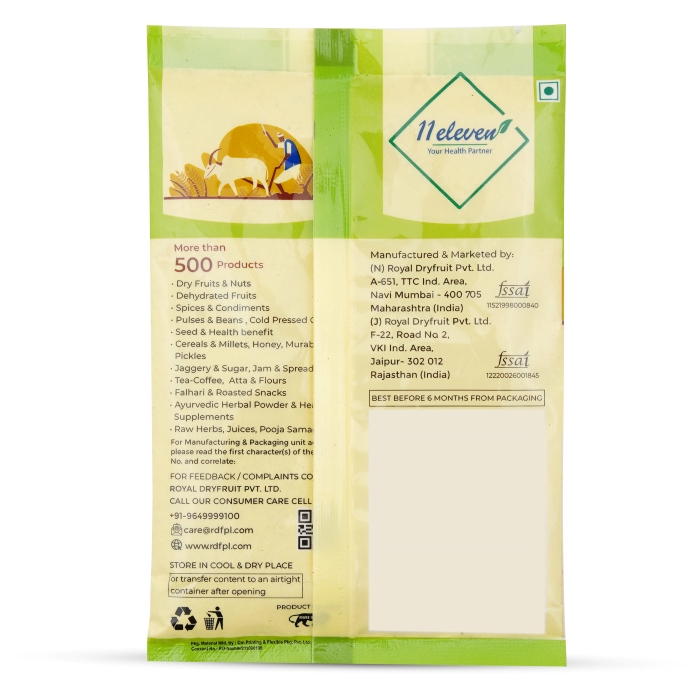 11 eleven
Your Health Partner
More than
500 Products
· Dry Fruits & Nuts
· Dehydrated Fruits
· Spices & Condiments
· Pulses & Beans , Cold Pressed
· Seed & Health benefit
· Cereals & Millets, Honey, Murab
Pickles
· Jaggery & Sugar, Jam & Spread
· Tea-Coffee, Atta & Flours
· Falhari & Roasted Snacks
· Ayurvedic Herbal Powder & Hea
Supplements
· Raw Herbs, Juices, Pooja Sama
For Manufacturing & Packaging unit a
please read the first character(s) of the
No. and correlate:
FOR FEEDBACK / COMPLAINTS CO
ROYAL DRYFRUIT PVT. LTD.
CALL OUR CONSUMER CARE CELL
+91-9649999100
care@rdfpl.com
www.rdfpl.com
STORE IN COOL & DRY PLACE
or transfer content to an airtight
container after opening
PRODUCT
Manufactured & Marketed by:
(N) Royal Dryfruit Pvt. Ltd.
A-651, TTC Ind. Area,
Navi Mumbai - 400 705
Maharashtra (India)
fssai
11521998000840
(J) Royal Dryfruit Pvt. Ltd.
F-22, Road No 2,
VKI Ind. Area,
Jaipur- 302 012
Rajasthan (India)
fssai
12220026001845
BEST BEFORE 6 MONTHS FROM PACKAGING